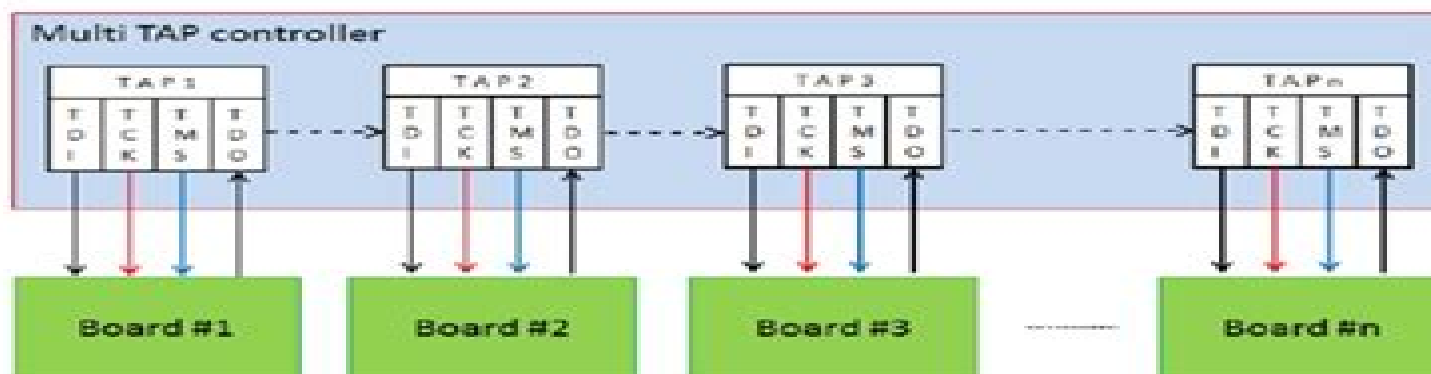 Multi TAP controller
TAP1
TDI TCK TMS TDO
TAP2
TDI TCK TMS TDO
TAP3
TDI TCK TMS TDO
TAPn
TDI TCK TMS TDO
Board #1
Board #2
Board #3
Board #n